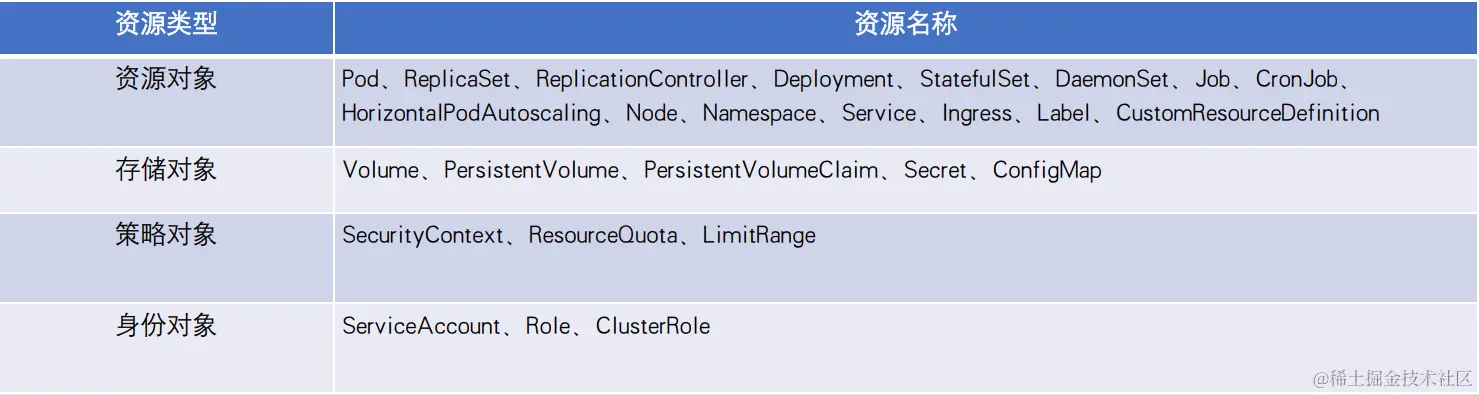 资源类型 资源名称
资源对象 Pod、ReplicaSet、ReplicationController、Deployment、StatefulSet、DaemonSet、Job、CronJob、
HorizontalPodAutoscaling、Node、Namespace、Service、Ingress、Label、CustomResourceDefinition
存储对象 Volume、PersistentVolume、PersistentVolumeClaim、Secret、ConfigMap
策略对象 SecurityContext、ResourceQuota、LimitRange
身份对象 ServiceAccount、Role、ClusterRole
@稀土掘金技术社区